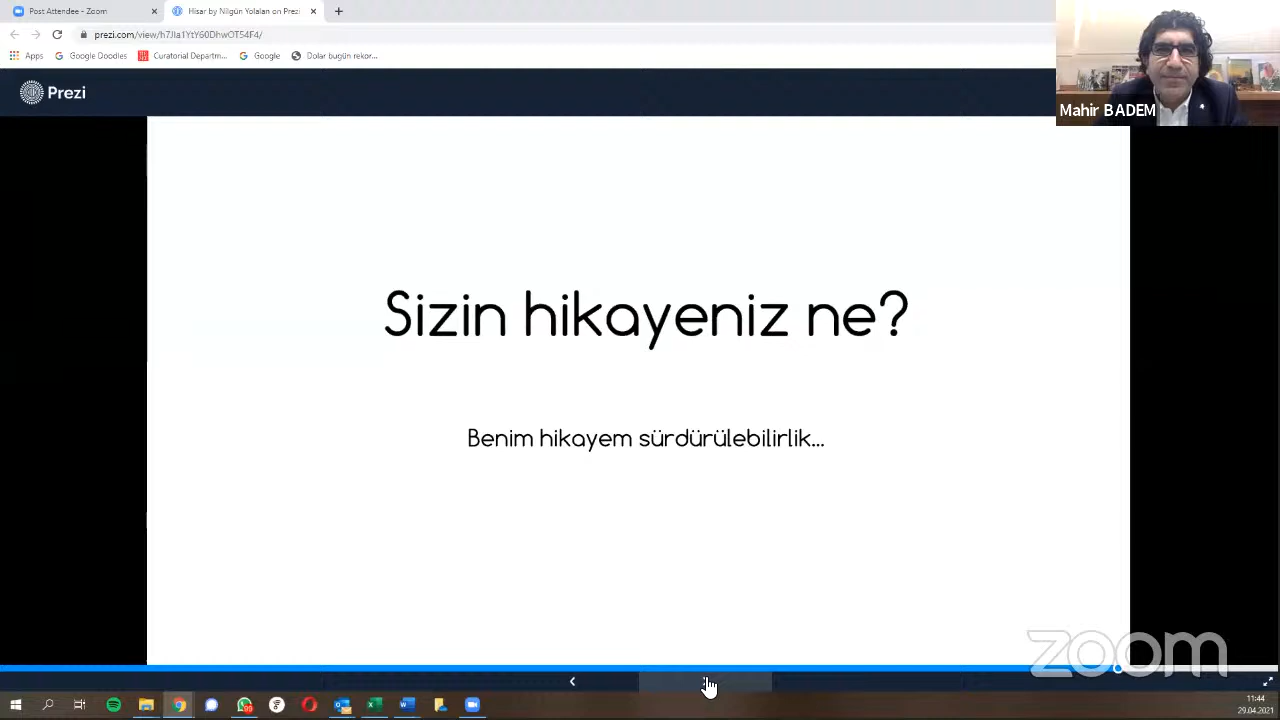 Post Attendee - Zoom
Hisar by Nilgün Yolalan on Prezi
prezi.com/view/h7JIa1YtY60DhwOT54F4/
Apps
Google Doodles
Curatorial Departm...
Google
Dolar bugün rekor...
Prezi
Mahir BADEM
Sizin hikayeniz ne?
Benim hikayem sürdürülebilirlik...
zoom
11:44
29.04.2021